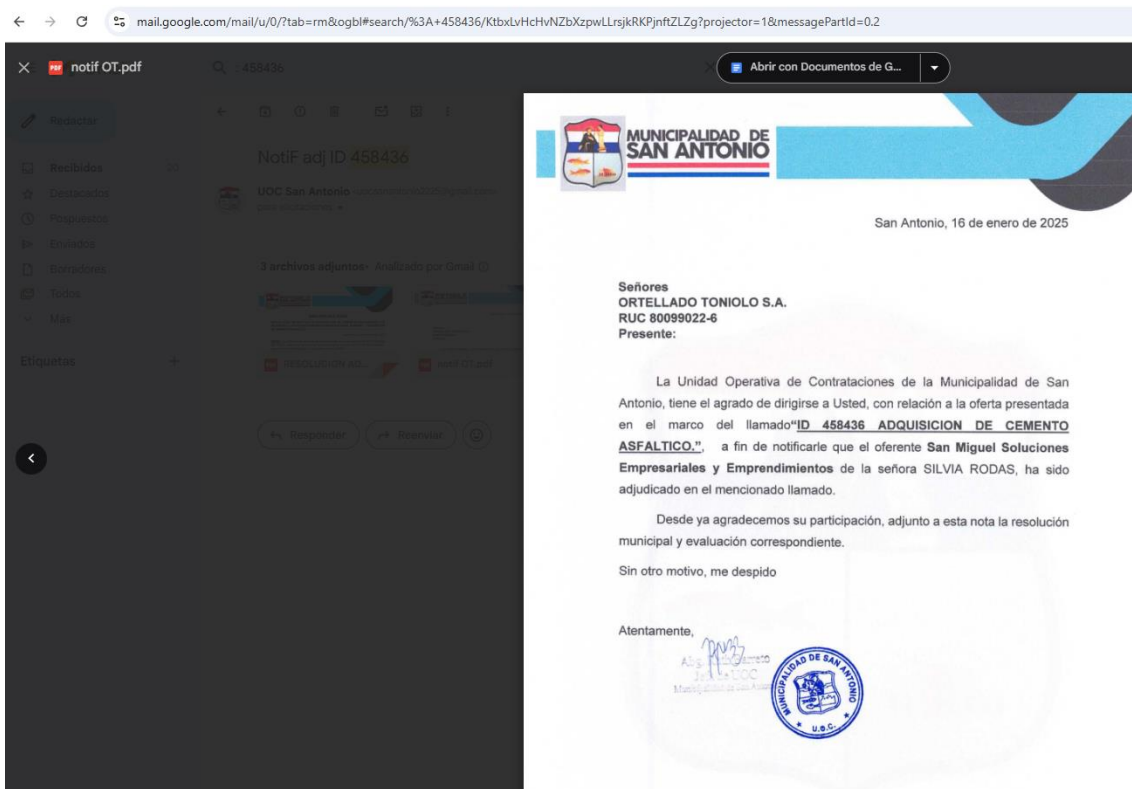 mail.google.com/mail/u/0/?tab=rm&ogbl#search/%3A+458436/KtbxLvHcHvNZbXzpwLLrsjkRKPjnftZLZg?projector=1&messagePartId=0.2
PDF notif OT.pdf
: 458436
Abrir con Documentos de G...
Redactar
Recibidos
Destacados
Pospuestos
Enviados
Borradores
Todos
Más
Etiquetas
NotiF adj ID 458436
UOC San Antonio
3 archivos adjuntos• Analizado por Gmail
notif OT.pdf
Responder
Reenviar
MUNICIPALIDAD DE
SAN ANTONIO
San Antonio, 16 de enero de 2025
Señores
ORTELLADO TONIOLO S.A.
RUC 80099022-6
Presente:
La Unidad Operativa de Contrataciones de la Municipalidad de San
Antonio, tiene el agrado de dirigirse a Usted, con relación a la oferta presentada
en el marco del llamado“ID 458436 ADQUISICION DE CEMENTO
ASFALTICO.”, a fin de notificarle que el oferente San Miguel Soluciones
Empresariales y Emprendimientos de la señora SILVIA RODAS, ha sido
adjudicado en el mencionado llamado.
Desde ya agradecemos su participación, adjunto a esta nota la resolución
municipal y evaluación correspondiente.
Sin otro motivo, me despido
Atentamente,
MUNICIPALIDAD DE SAN ANTONIO
U.O.C.